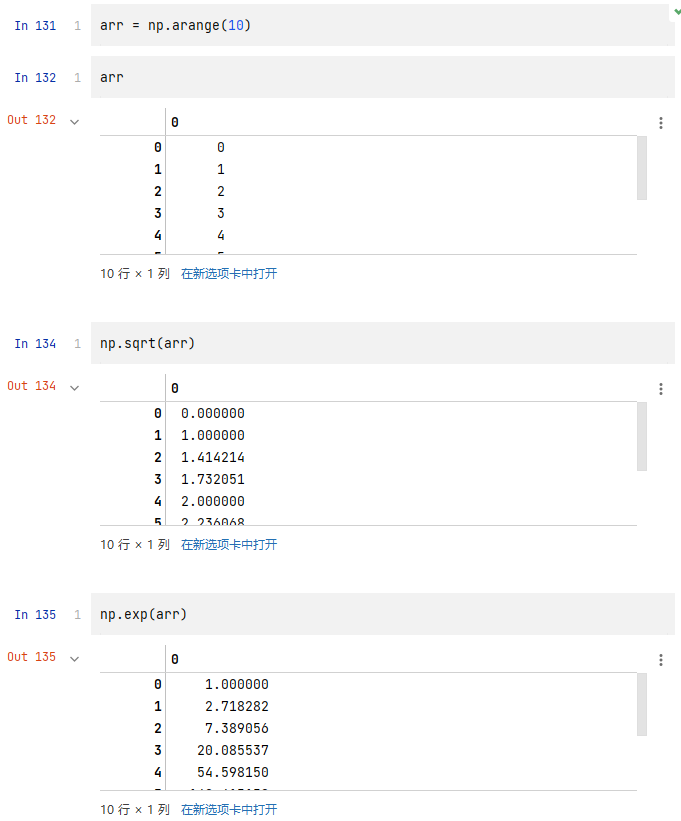 In 131 1 arr = np.arange(10)
In 132 1 arr
Out 132
0
0 0
1 1
2 2
3 3
4 4
10 行 × 1 列 在新选项卡中打开
In 134 1 np.sqrt(arr)
Out 134
0
0 0.000000
1 1.000000
2 1.414214
3 1.732051
4 2.000000
5 2.236068
10 行 × 1 列 在新选项卡中打开
In 135 1 np.exp(arr)
Out 135
0
0 1.000000
1 2.718282
2 7.389056
3 20.085537
4 54.598150
10 行 × 1 列 在新选项卡中打开